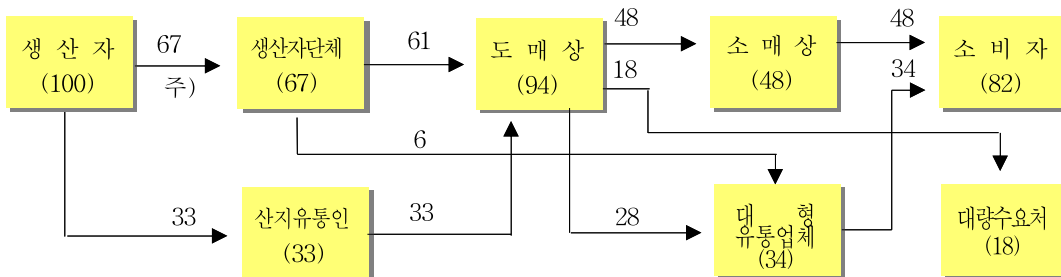 생 산 자
(100)
67
주)
생산자단체
(67)
61
도 매 상
(94)
48
18
소 매 상
(48)
48
34
소 비 자
(82)
6
33
산지유통인
(33)
33
28
대 형
유통업체
(34)
대량수요처
(18)